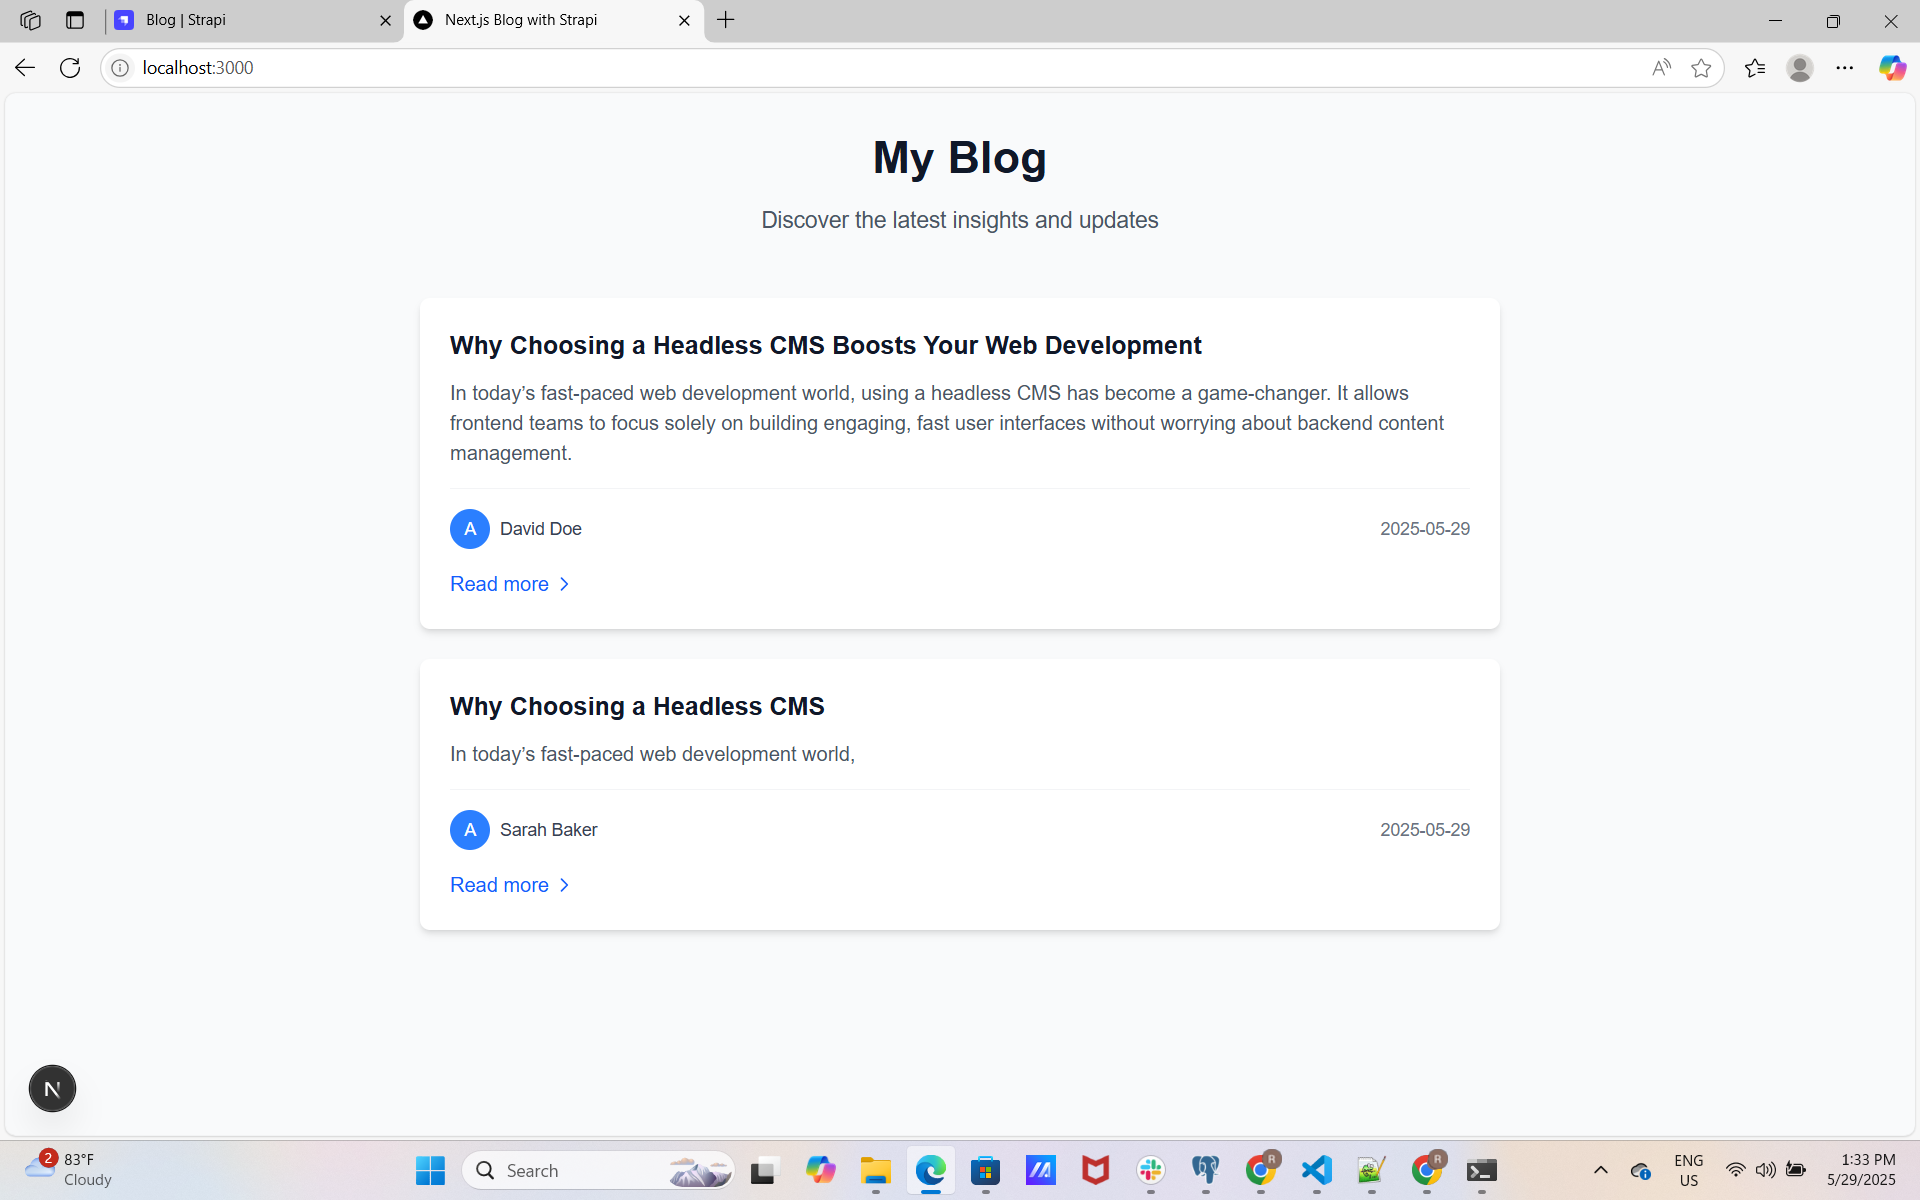 Blog | Strapi
Next.js Blog with Strapi
localhost:3000
My Blog
Discover the latest insights and updates
Why Choosing a Headless CMS Boosts Your Web Development
In today’s fast-paced web development world, using a headless CMS has become a game-changer. It allows
frontend teams to focus solely on building engaging, fast user interfaces without worrying about backend content
management.
A David Doe 2025-05-29
Read more
Why Choosing a Headless CMS
In today’s fast-paced web development world,
A Sarah Baker 2025-05-29
Read more
N
2
83°F
Cloudy
Search
R
R
ENG
US
1:33 PM
5/29/2025